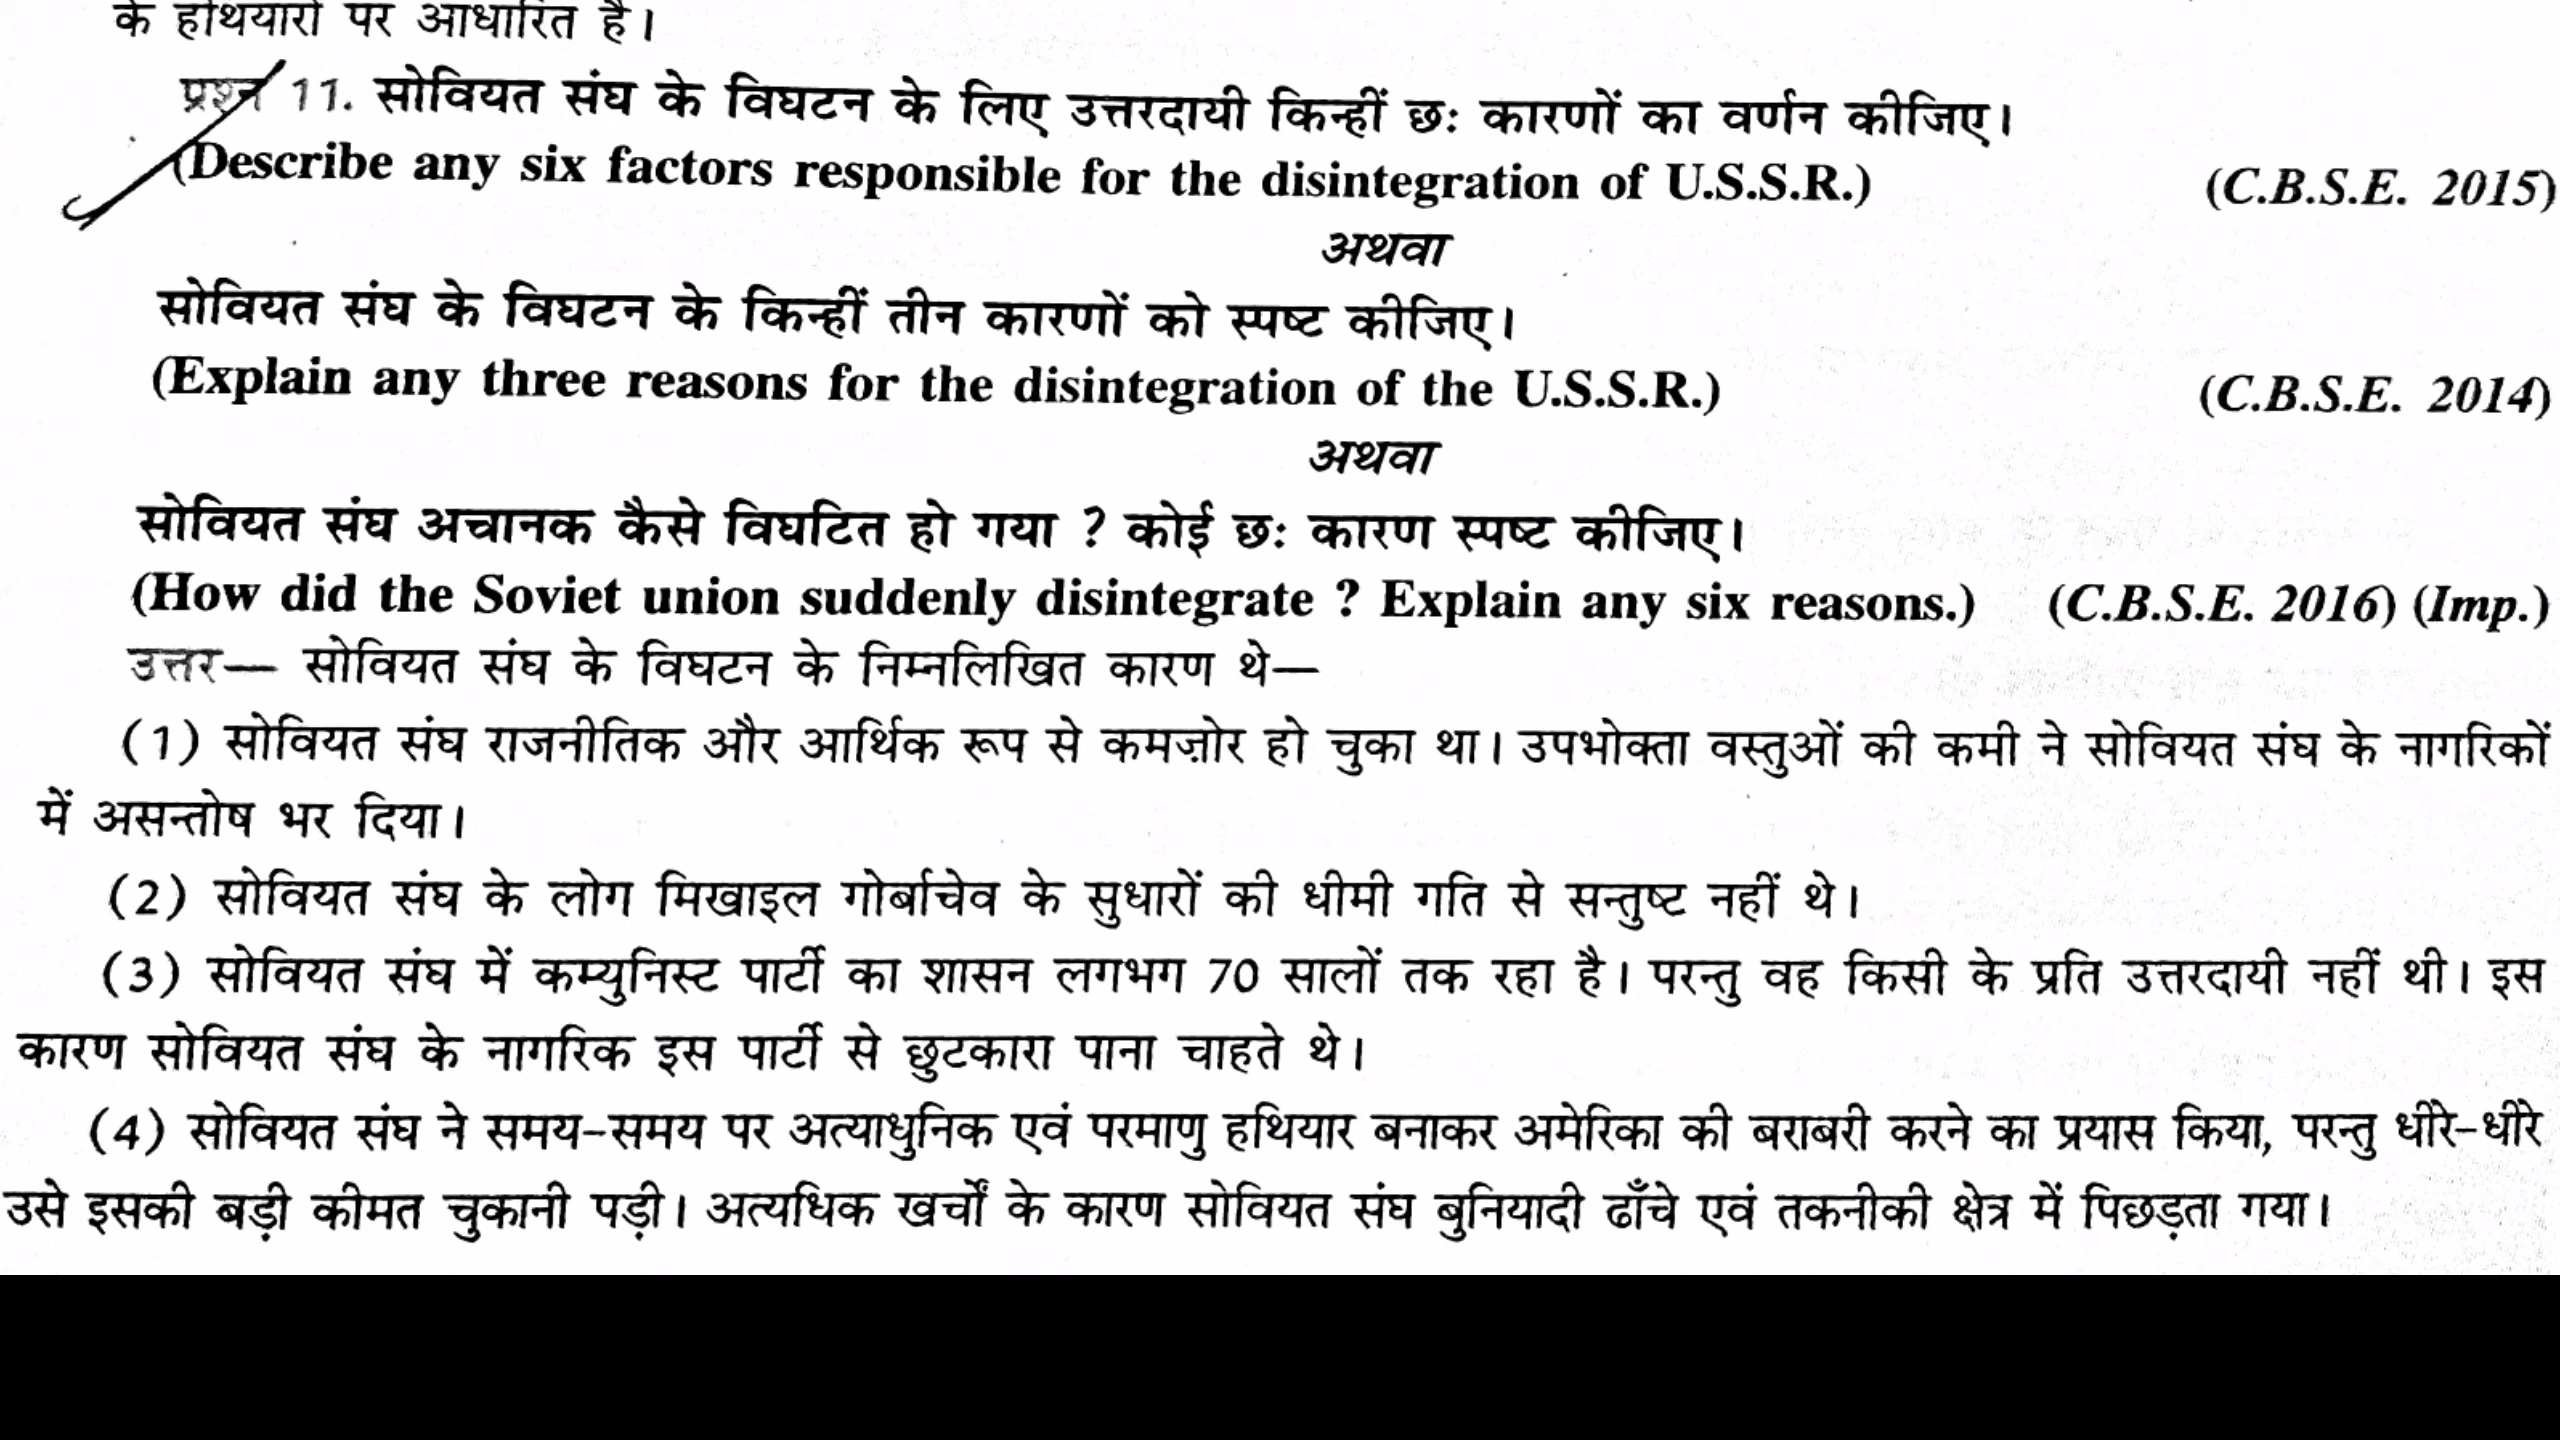 के हथियारों पर आधारित है।
प्रश्न 11. सोवियत संघ के विघटन के लिए उत्तरदायी किन्हीं छः कारणों का वर्णन कीजिए।
(Describe any six factors responsible for the disintegration of U.S.S.R.) (C.B.S.E. 2015)
अथवा
सोवियत संघ के विघटन के किन्हीं तीन कारणों को स्पष्ट कीजिए।
(Explain any three reasons for the disintegration of the U.S.S.R.) (C.B.S.E. 2014)
अथवा
सोवियत संघ अचानक कैसे विघटित हो गया ? कोई छः कारण स्पष्ट कीजिए।
(How did the Soviet union suddenly disintegrate ? Explain any six reasons.) (C.B.S.E. 2016) (Imp.)
उत्तर— सोवियत संघ के विघटन के निम्नलिखित कारण थे—
(1) सोवियत संघ राजनीतिक और आर्थिक रूप से कमज़ोर हो चुका था। उपभोक्ता वस्तुओं की कमी ने सोवियत संघ के नागरिकों
में असन्तोष भर दिया।
(2) सोवियत संघ के लोग मिखाइल गोर्बाचेव के सुधारों की धीमी गति से सन्तुष्ट नहीं थे।
(3) सोवियत संघ में कम्युनिस्ट पार्टी का शासन लगभग 70 सालों तक रहा है। परन्तु वह किसी के प्रति उत्तरदायी नहीं थी। इस
कारण सोवियत संघ के नागरिक इस पार्टी से छुटकारा पाना चाहते थे।
(4) सोवियत संघ ने समय-समय पर अत्याधुनिक एवं परमाणु हथियार बनाकर अमेरिका की बराबरी करने का प्रयास किया, परन्तु धीरे-धीरे
उसे इसकी बड़ी कीमत चुकानी पड़ी। अत्यधिक खर्चों के कारण सोवियत संघ बुनियादी ढाँचे एवं तकनीकी क्षेत्र में पिछड़ता गया।